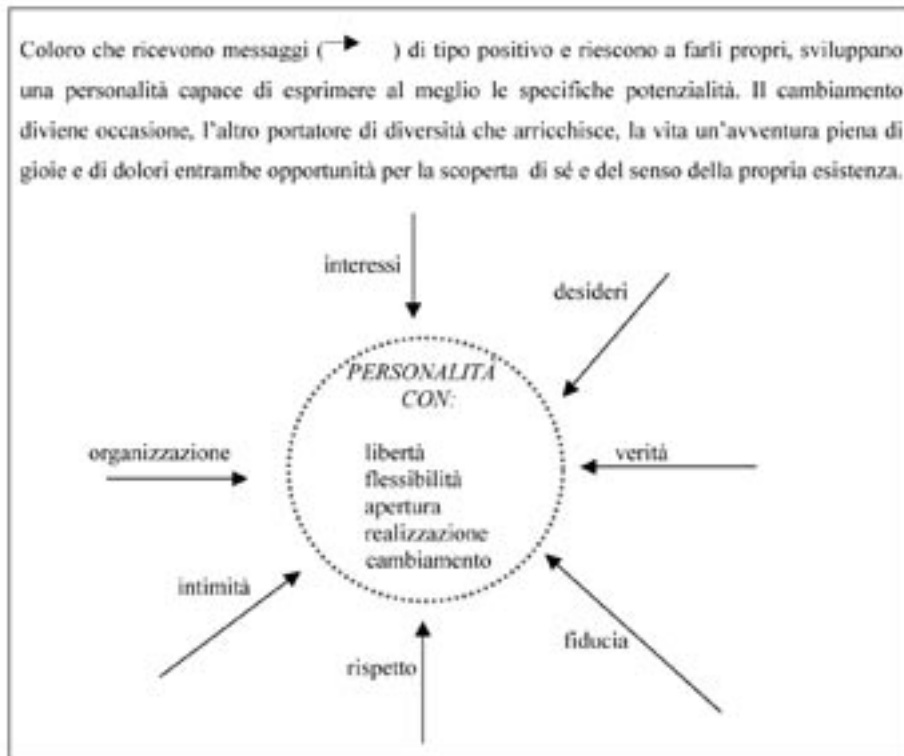 Coloro che ricevono messaggi ( ) di tipo positivo e riescono a farli propri, sviluppano
una personalità capace di esprimere al meglio le specifiche potenzialità. Il cambiamento
diviene occasione, l'altro portatore di diversità che arricchisce, la vita un'avventura piena di
gioie e di dolori entrambe opportunità per la scoperta di sé e del senso della propria esistenza.
interessi
desideri
PERSONALITÀ
CON:
organizzazione
verità
libertà
flessibilità
apertura
realizzazione
cambiamento
intimità
fiducia
rispetto